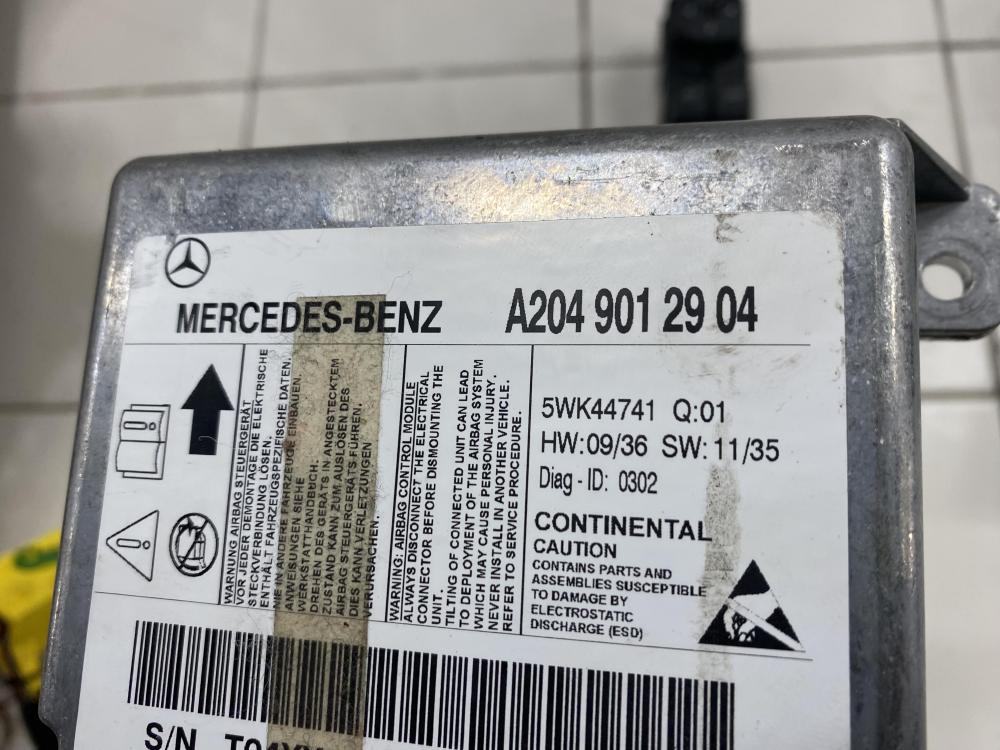 MERCEDES-BENZ
A204 901 29 04
WARNUNG AIRBAG STEUERGERÄT
VOR JEDER DEMONTAGE DIE ELEKTRISCHE
STECKVERBINDUNG LÖSEN.
ENTHÄLT FAHRZEUGSPEZIFISCHE DATEN.
NIE IN ANDERE FAHRZEUGE EINBAUEN.
ANWEISUNGEN SIEHE
WERKSTATTHANDBUCH.
DREHEN DES GERÄTS IN ANGESTECKTEM
ZUSTAND KANN ZUM AUSLÖSEN DES
AIRBAG STEUERGERÄTS FÜHREN.
DIES KANN VERLETZUNGEN
VERURSACHEN.
WARNING: AIRBAG CONTROL MODULE
ALWAYS DISCONNECT THE ELECTRICAL
CONNECTOR BEFORE DISMOUNTING THE
UNIT.
TILTING OF CONNECTED UNIT CAN LEAD
TO DEPLOYMENT OF THE AIRBAG SYSTEM
WHICH MAY CAUSE PERSONAL INJURY.
NEVER INSTALL IN ANOTHER VEHICLE.
REFER TO SERVICE PROCEDURE.
5WK44741 Q:01
HW:09/36 SW:11/35
Diag - ID: 0302
CONTINENTAL
CAUTION
CONTAINS PARTS AND
ASSEMBLIES SUSCEPTIBLE
TO DAMAGE BY
ELECTROSTATIC
DISCHARGE (ESD)
S/N